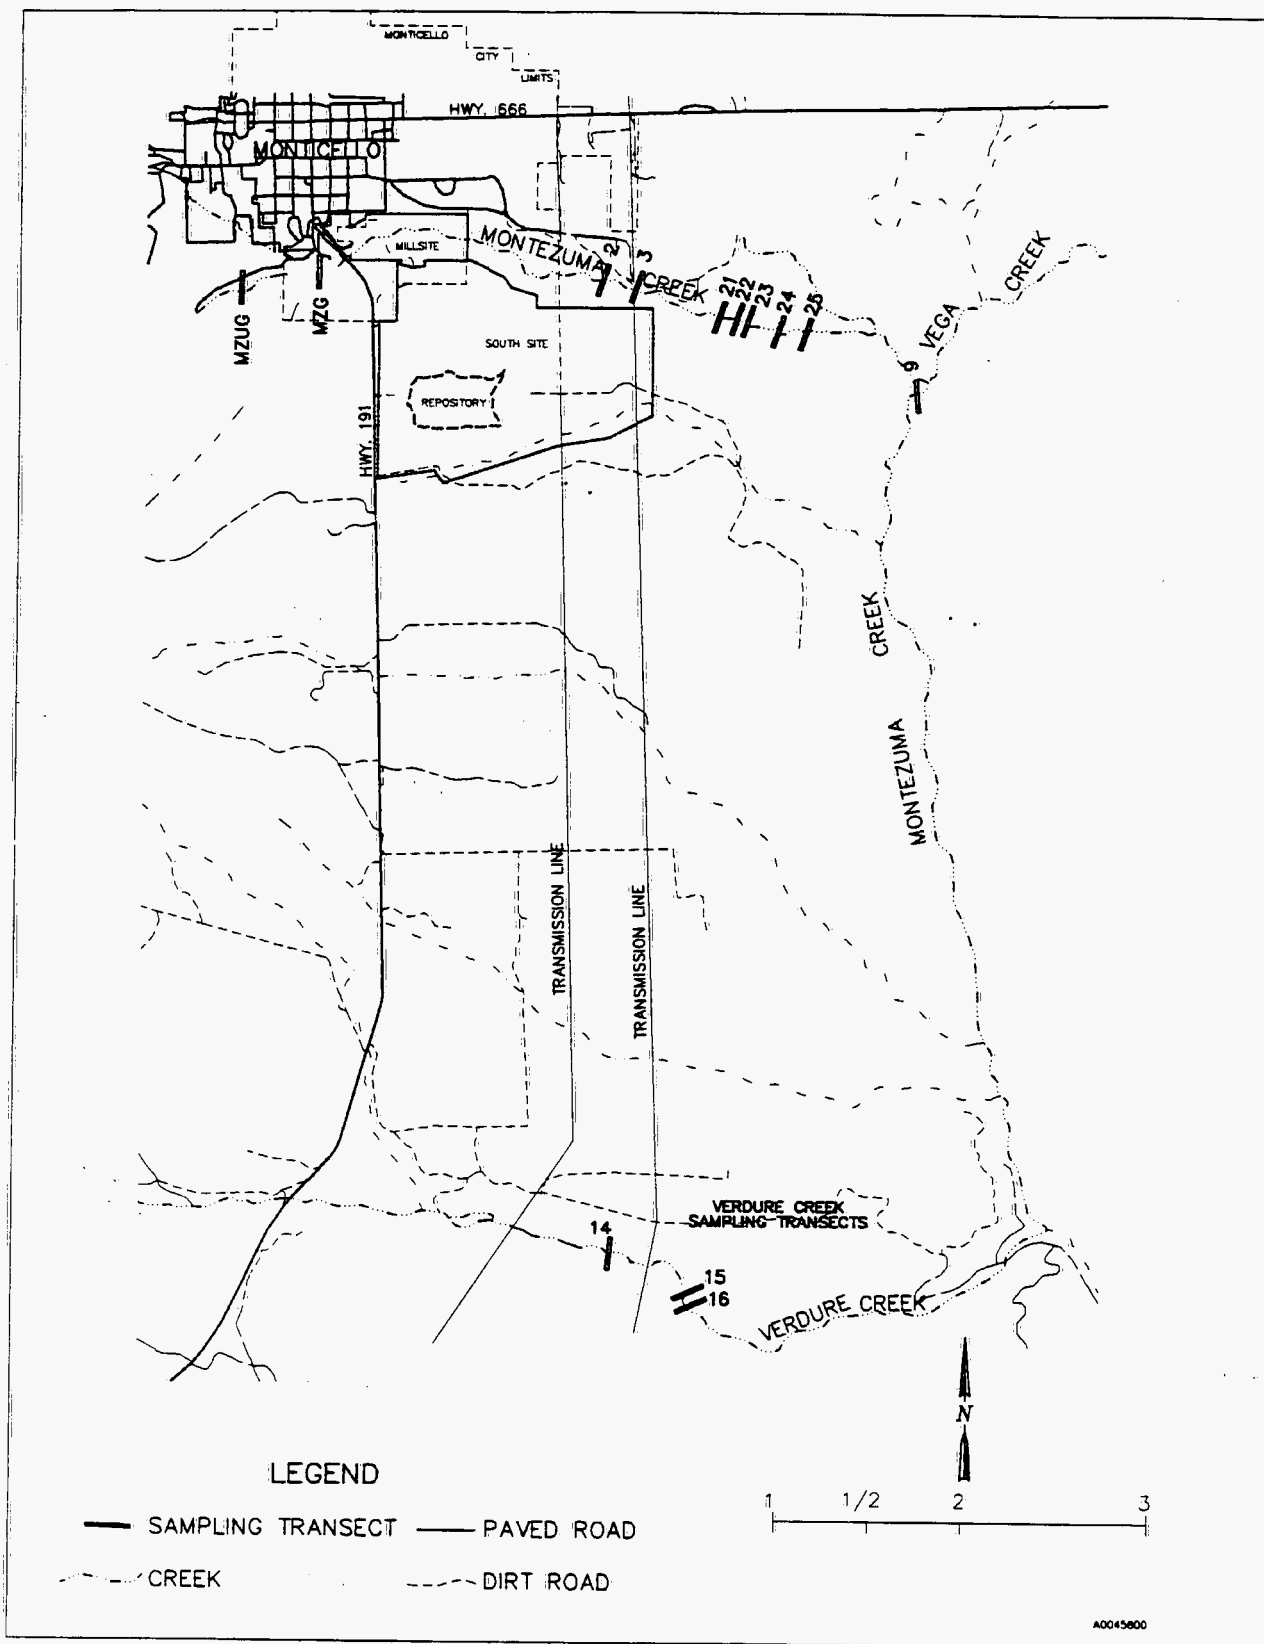 MONTICELLO
CITY
LIMITS
HWY. 666
MONTICELLO
MILLSITE
MONTEZUMA
CREEK
2
3
21
22
23
24
25
VEGA
CREEK
9
MZUG
MZG
SOUTH SITE
REPOSITORY
HWY. 191
CREEK
MONTEZUMA
TRANSMISSION LINE
TRANSMISSION LINE
VERDURE CREEK
SAMPLING TRANSECTS
14
15
16
VERDURE CREEK
N
LEGEND
SAMPLING TRANSECT
PAVED ROAD
CREEK
DIRT ROAD
1 1/2 2 3
A0045800